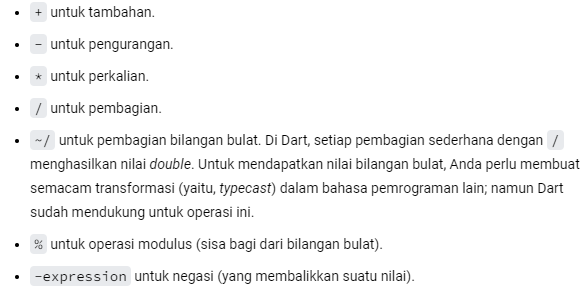 + untuk tambahan.
- untuk pengurangan.
* untuk perkalian.
/ untuk pembagian.
~/ untuk pembagian bilangan bulat. Di Dart, setiap pembagian sederhana dengan /
menghasilkan nilai double. Untuk mendapatkan nilai bilangan bulat, Anda perlu membuat
semacam transformasi (yaitu, typecast) dalam bahasa pemrograman lain; namun Dart
sudah mendukung untuk operasi ini.
% untuk operasi modulus (sisa bagi dari bilangan bulat).
-expression untuk negasi (yang membalikkan suatu nilai).